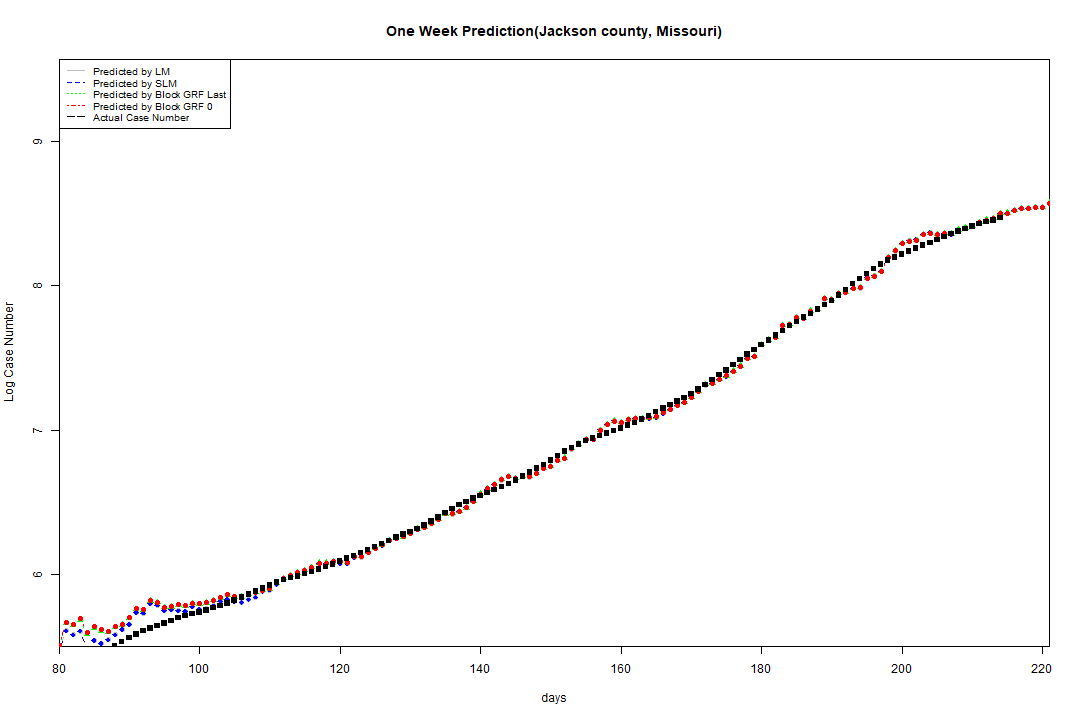 One Week Prediction(Jackson county, Missouri)
Predicted by LM
Predicted by SLM
Predicted by Block GRF Last
Predicted by Block GRF 0
Actual Case Number
9
8
7
6
Log Case Number
80 100 120 140 160 180 200 220
days